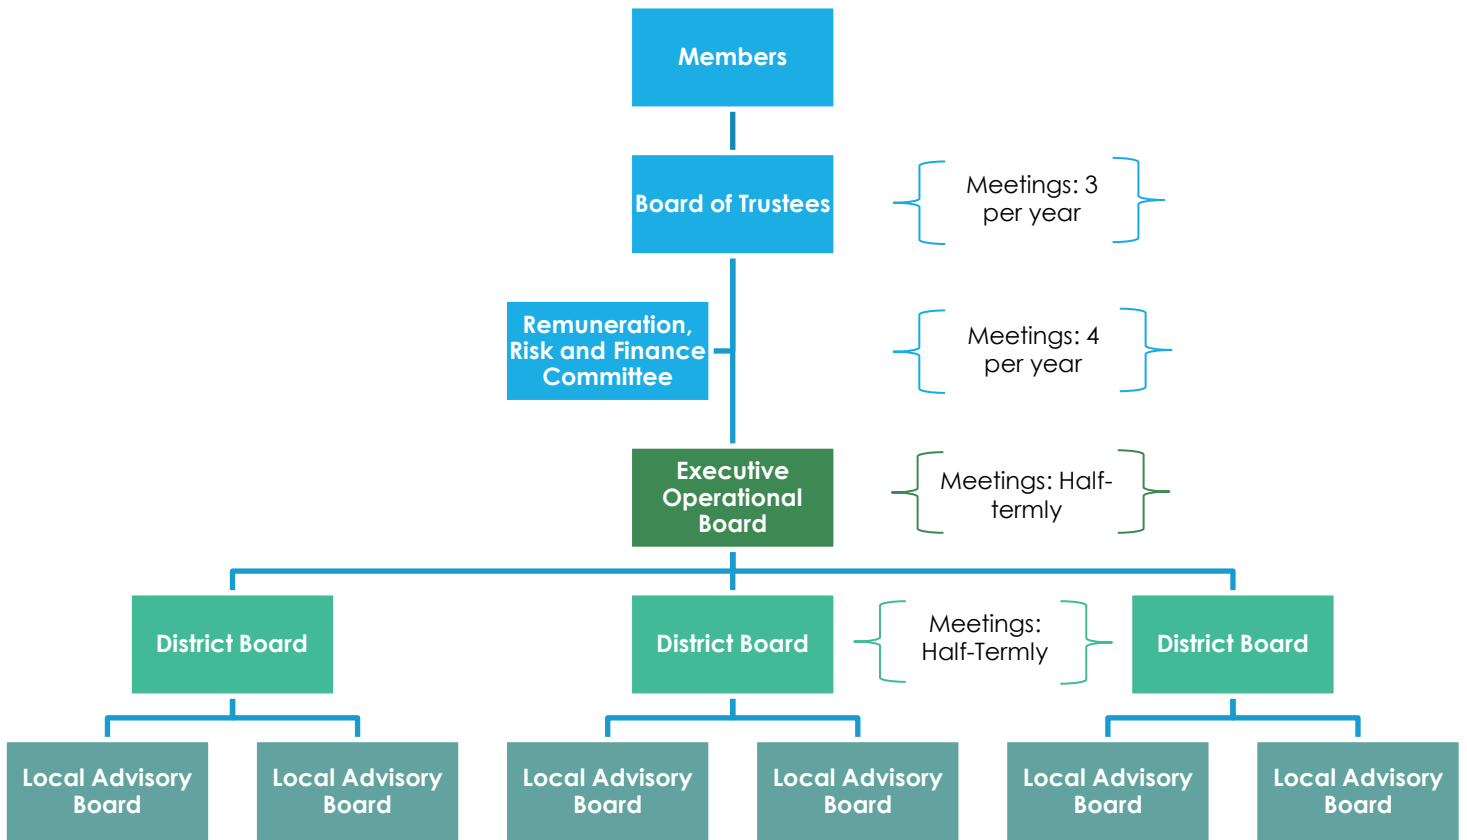 Members
Board of Trustees
Meetings: 3
per year
Remuneration,
Risk and Finance
Committee
Meetings: 4
per year
Executive
Operational
Board
Meetings: Half-
termly
District Board
District Board
Meetings:
Half-Termly
District Board
Local Advisory
Board
Local Advisory
Board
Local Advisory
Board
Local Advisory
Board
Local Advisory
Board
Local Advisory
Board